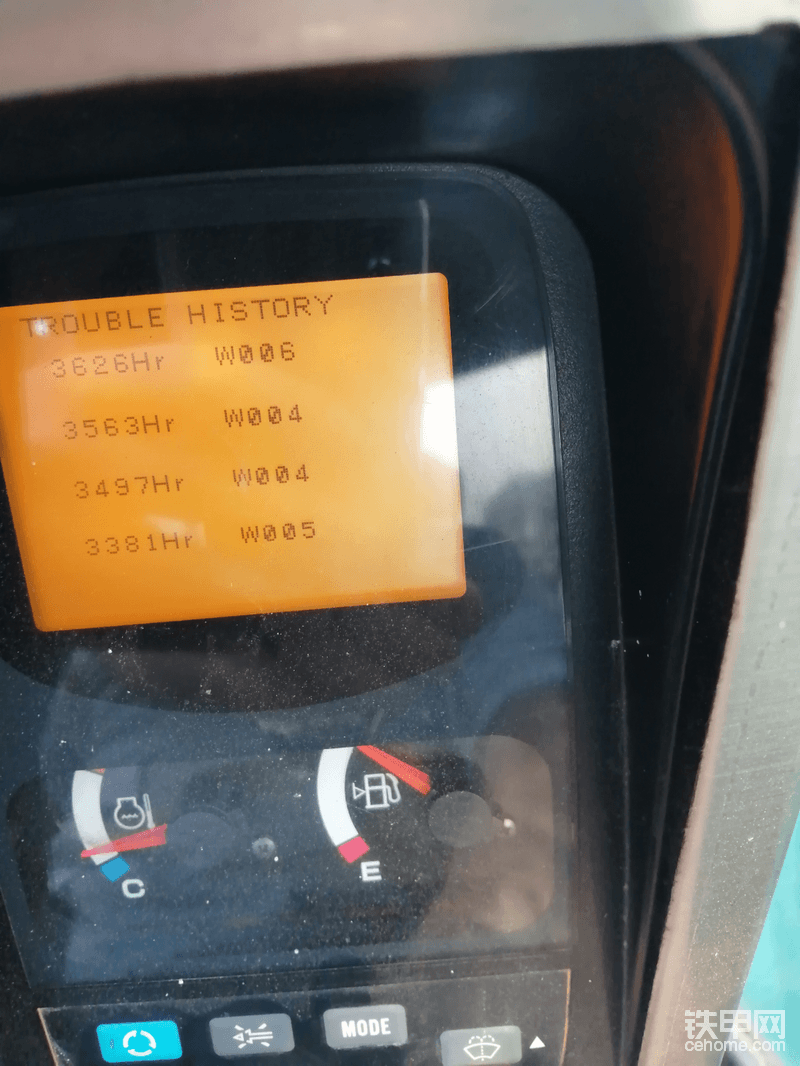 TROUBLE HISTORY
3626Hr W006
3563Hr W004
3497Hr W004
3381Hr W005
C
E
MODE
铁甲网
cehome.com